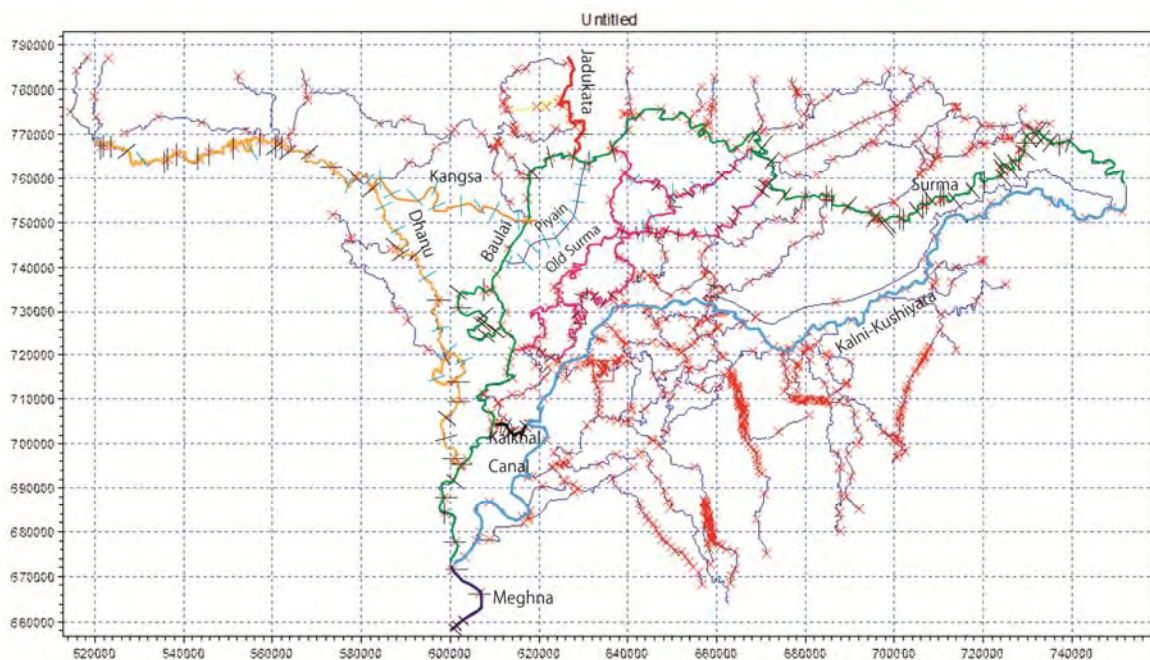 Untitled
790000
780000
770000
760000
750000
740000
730000
720000
710000
700000
690000
680000
670000
660000
Jadukata
Kangsa
Dhanu
Baulai
Piyain
Old Surma
Surma
Kalni-Kushiyara
Kalkhal
Canal
Meghna
520000 540000 560000 580000 600000 620000 640000 660000 680000 700000 720000 740000